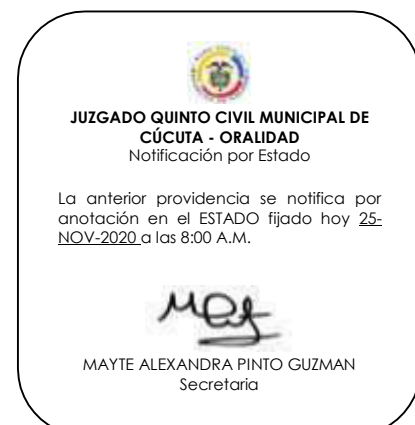 JUZGADO QUINTO CIVIL MUNICIPAL DE
CÚCUTA - ORALIDAD
Notificación por Estado
La anterior providencia se notifica por
anotación en el ESTADO fijado hoy 25-
NOV-2020 a las 8:00 A.M.
MAYTE ALEXANDRA PINTO GUZMAN
Secretaria